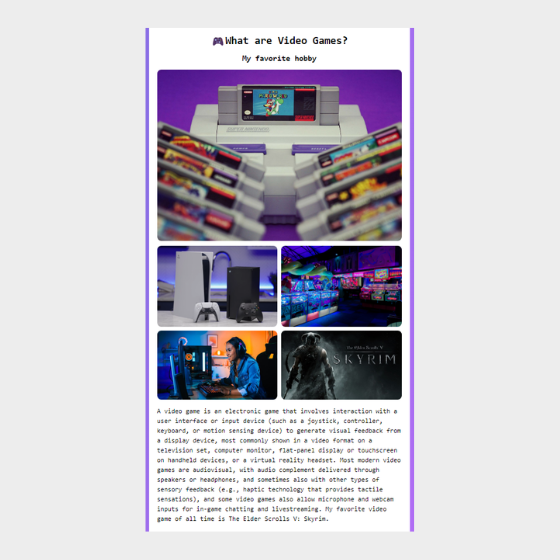 🎮What are Video Games?
My favorite hobby
SKYRIM
A video game is an electronic game that involves interaction with a
user interface or input device (such as a joystick, controller,
keyboard, or motion sensing device) to generate visual feedback from
a display device, most commonly shown in a video format on a
television set, computer monitor, flat-panel display or touchscreen
on handheld devices, or a virtual reality headset. Most modern video
games are audiovisual, with audio complement delivered through
speakers or headphones, and sometimes also with other types of
sensory feedback (e.g., haptic technology that provides tactile
sensations), and some video games also allow microphone and webcam
inputs for in-game chatting and livestreaming. My favorite video
game of all time is The Elder Scrolls V: Skyrim.